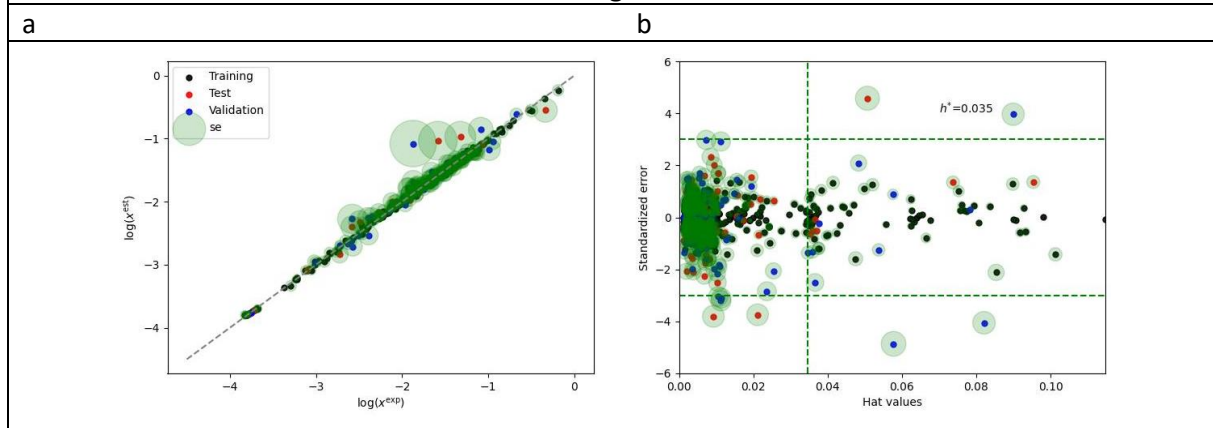 a
b
0
−1
−2
−3
−4
−4
−3
−2
−1
0
log(x^est)
log(x^exp)
Training
Test
Validation
se
6
4
2
0
−2
−4
−6
0.00
0.02
0.04
0.06
0.08
0.10
Standardized error
Hat values
h*=0.035